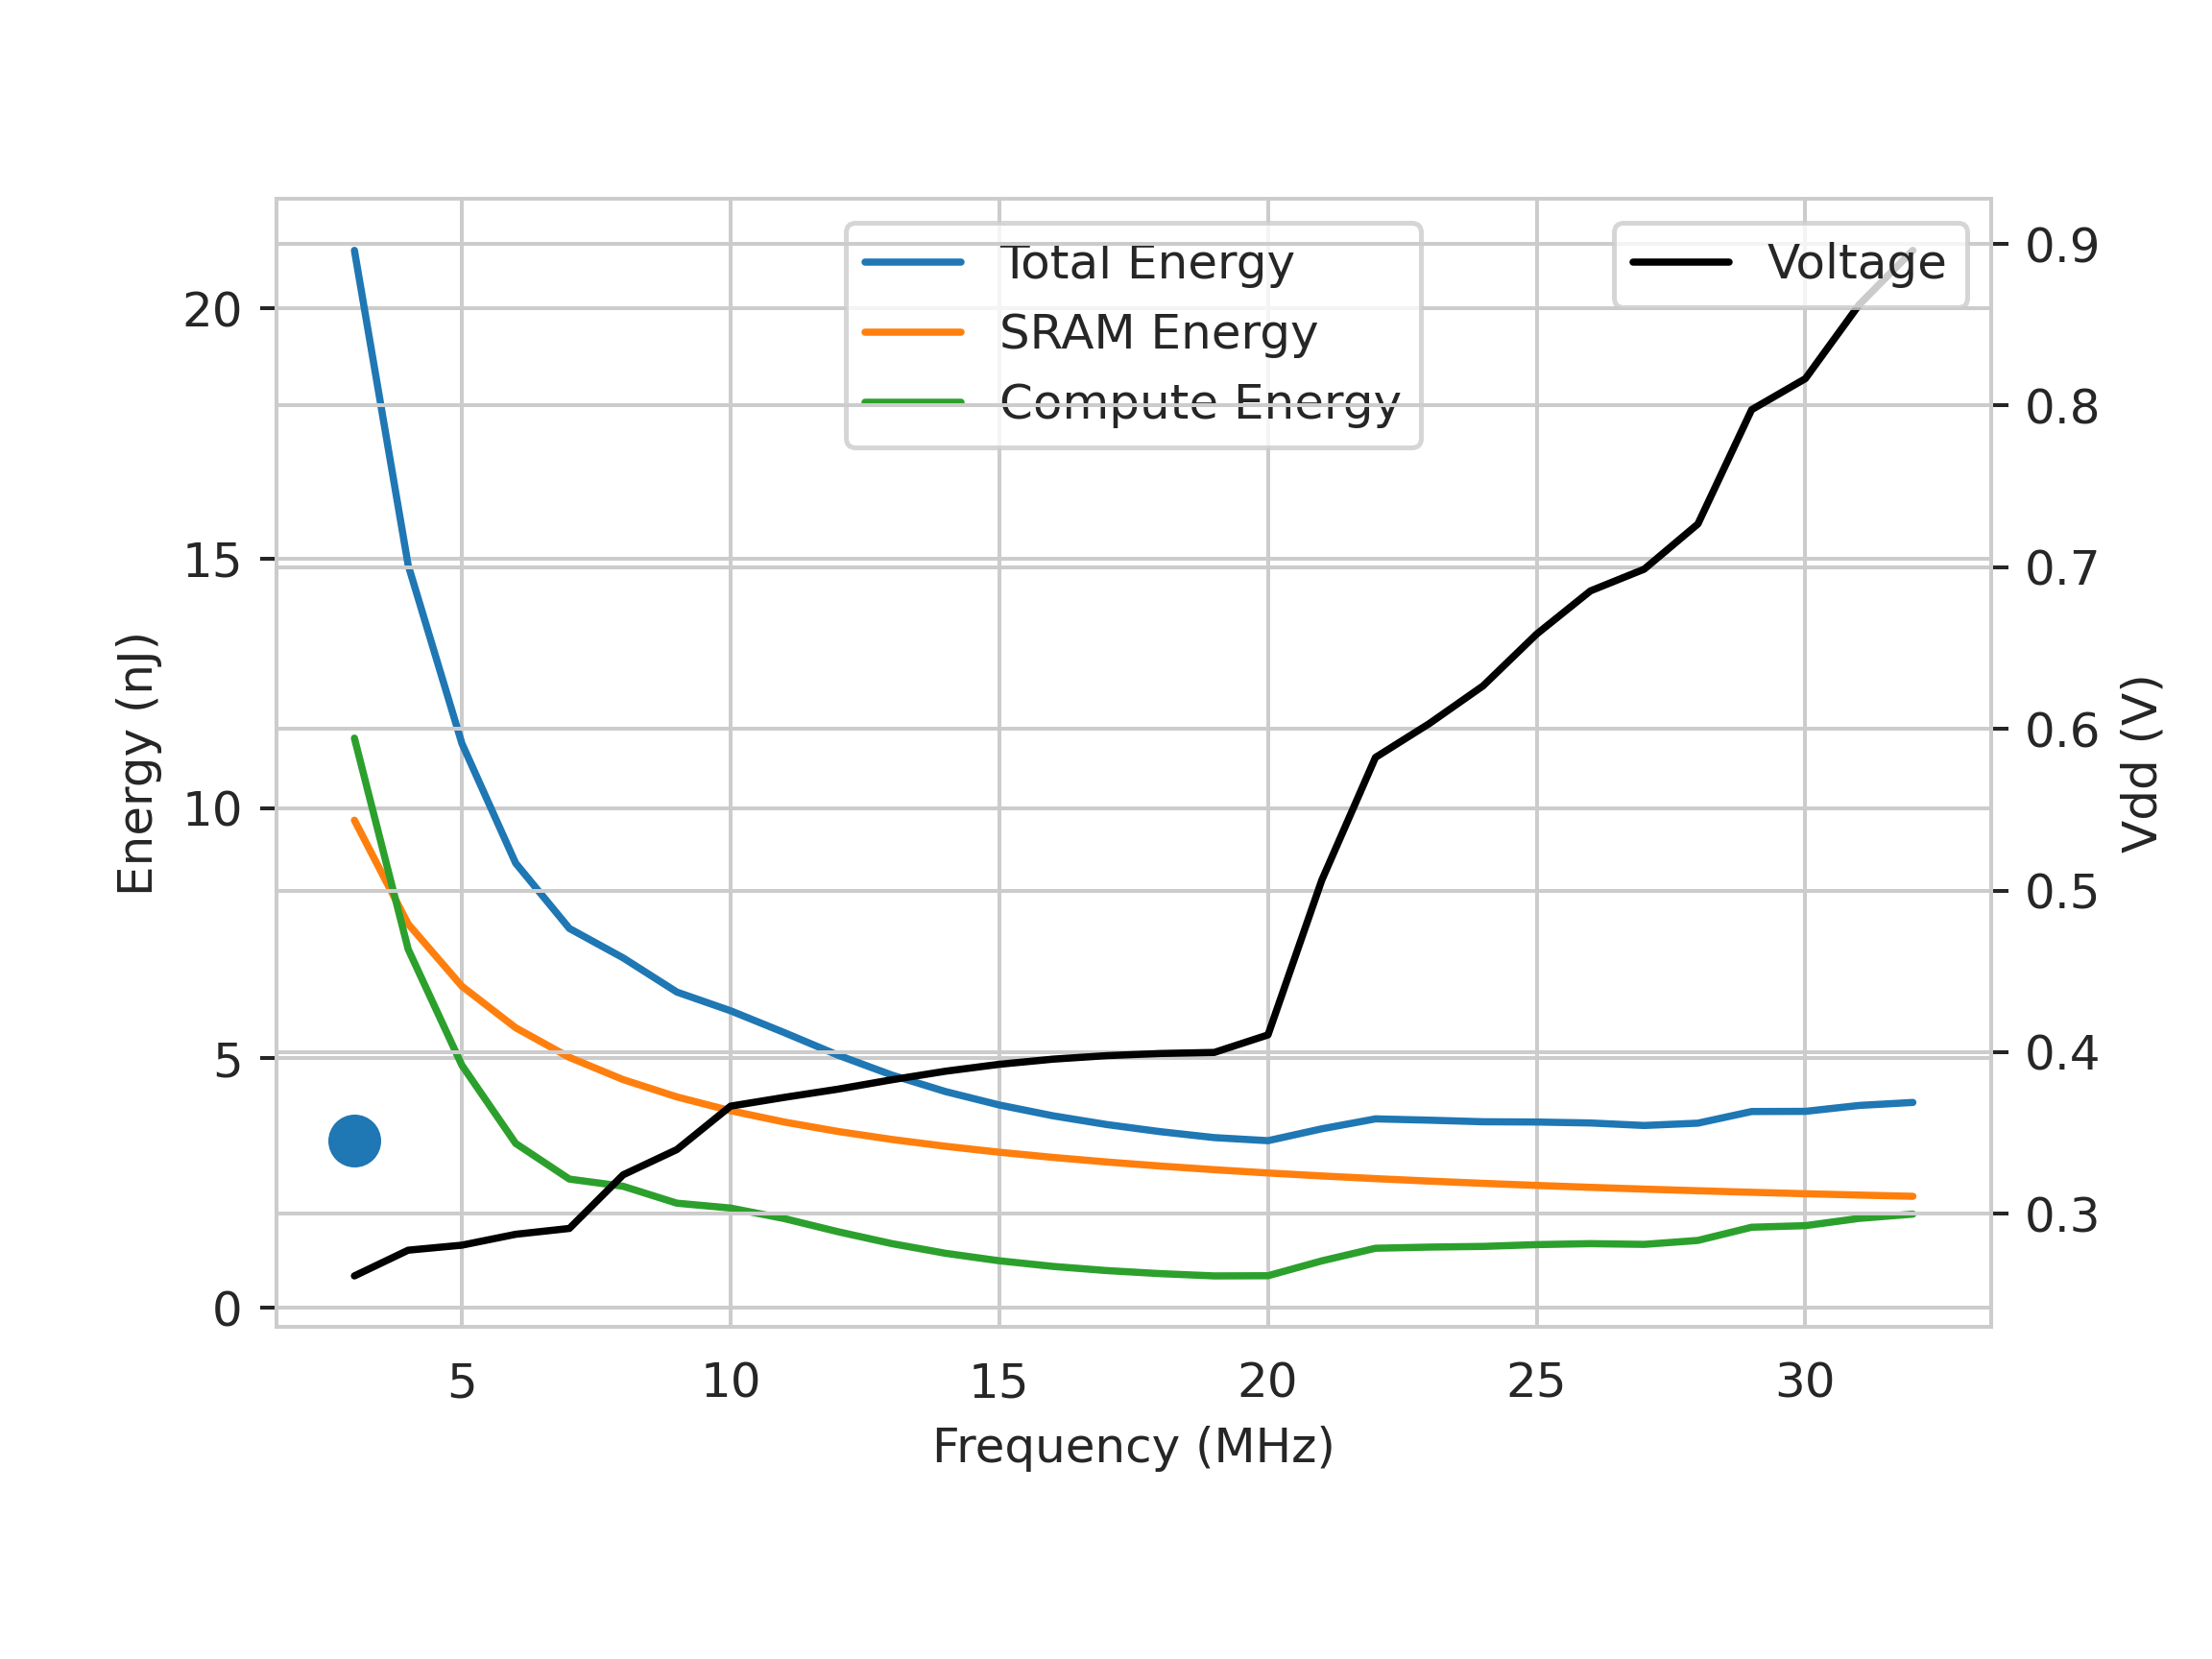 Total Energy
SRAM Energy
Compute Energy
Voltage
20
15
10
5
0
Energy (nJ)
0.9
0.8
0.7
0.6
0.5
0.4
0.3
Vdd (V)
5 10 15 20 25 30
Frequency (MHz)